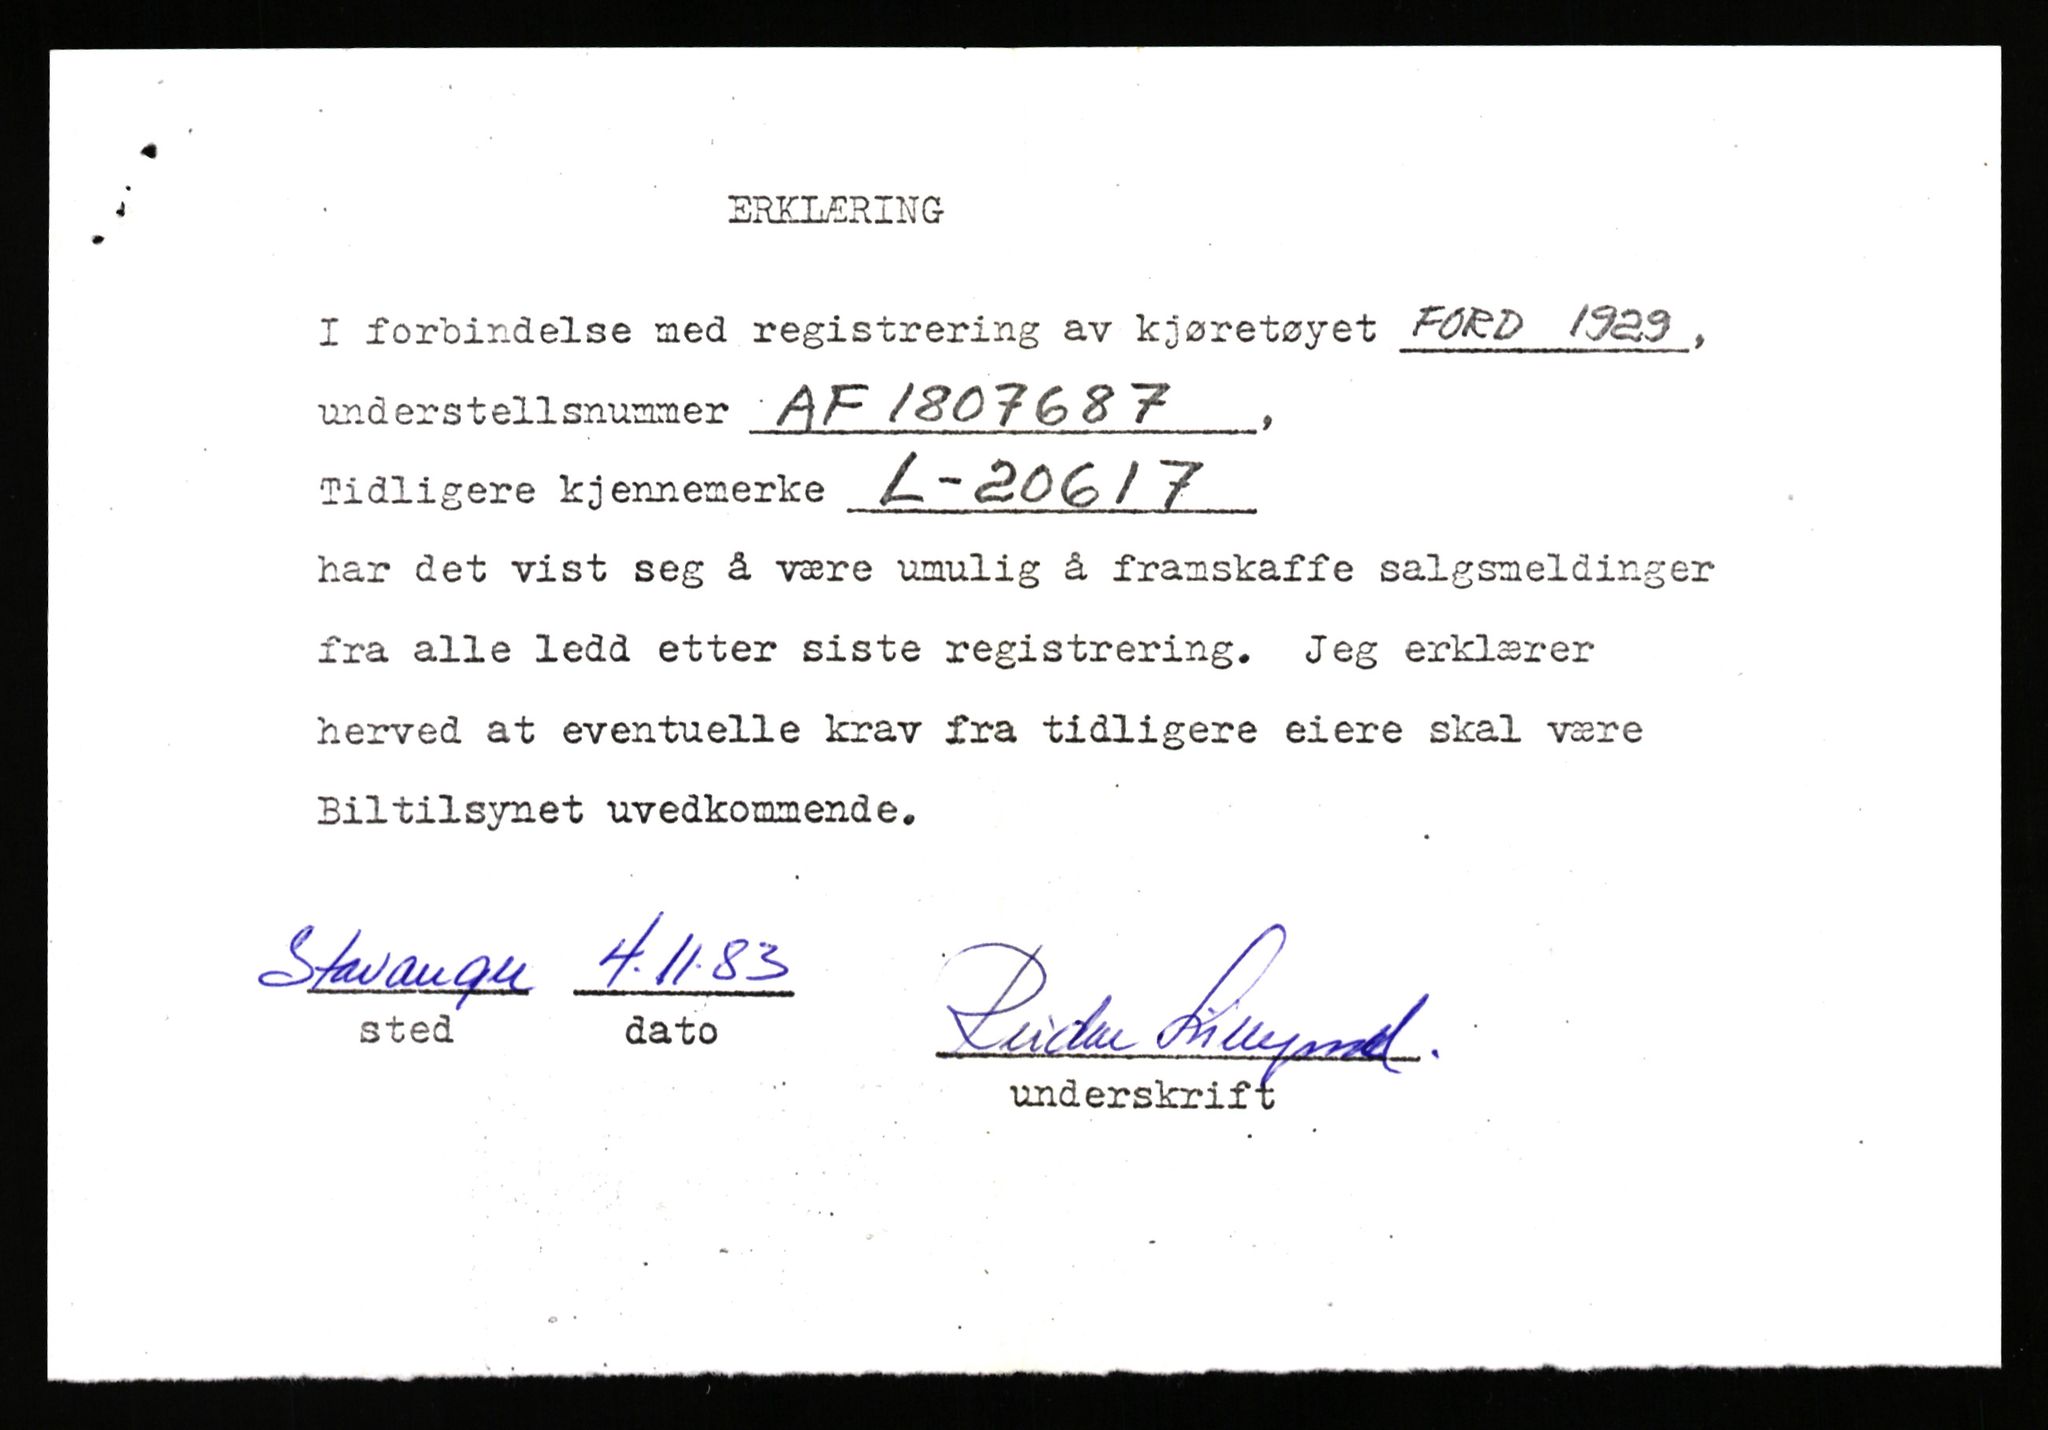 ERKLÆRING
I forbindelse med registrering av kjøretøyet FORD 1929,
understellsnummer AF 1807687,
Tidligere kjennemerke L-20617
har det vist seg å være umulig å framskaffe salgsmeldinger
fra alle ledd etter siste registrering. Jeg erklærer
herved at eventuelle krav fra tidligere eiere skal være
Biltilsynet uvedkommende.
Stavanger 4.11.83
sted dato
Reidar
underskrift